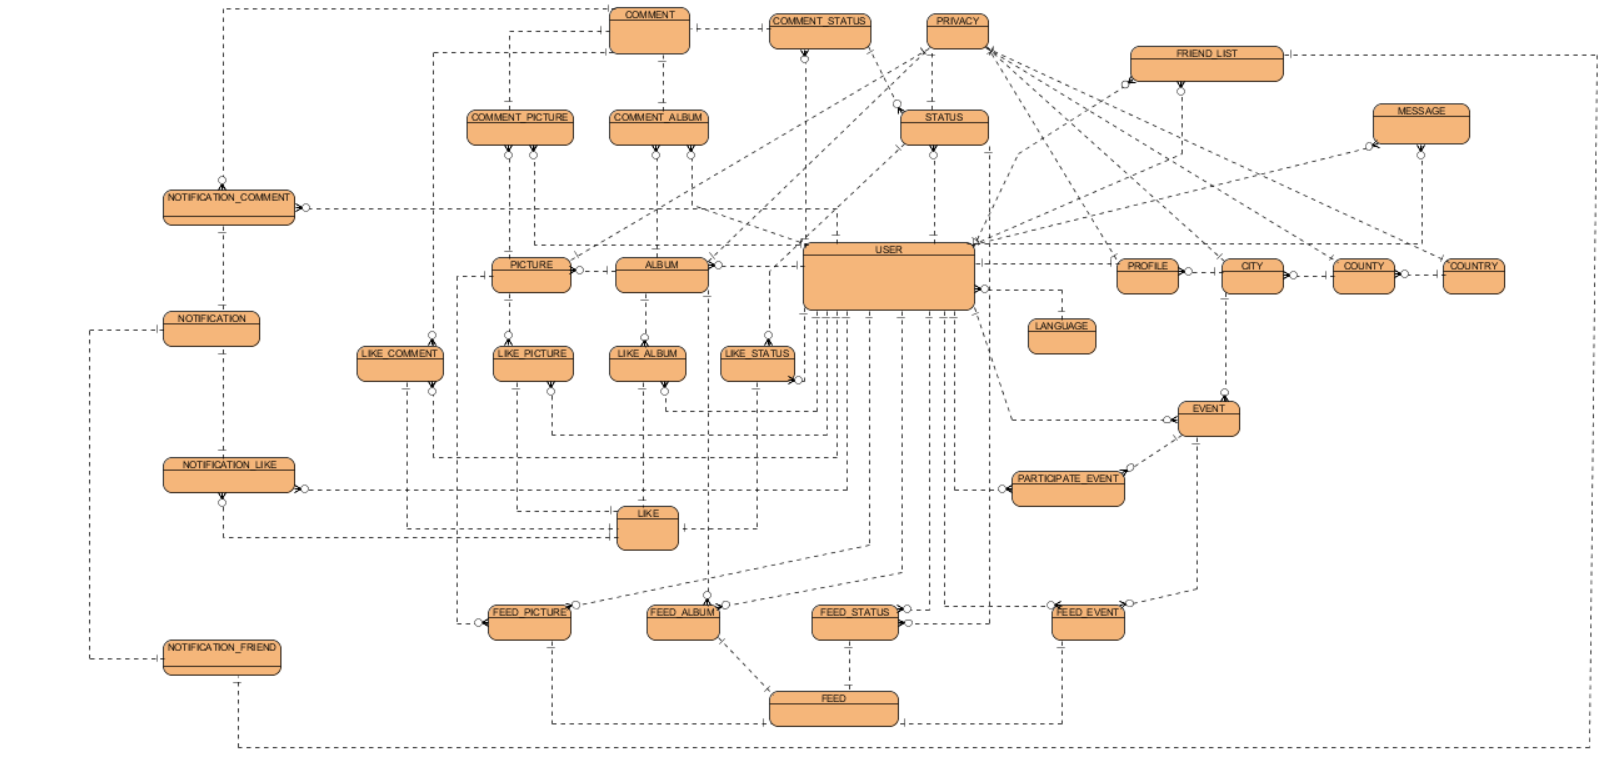 COMMENT
COMMENT_STATUS
PRIVACY
FRIEND_LIST
MESSAGE
COMMENT_PICTURE
COMMENT_ALBUM
STATUS
NOTIFICATION_COMMENT
USER
PICTURE
ALBUM
PROFILE
CITY
COUNTY
COUNTRY
NOTIFICATION
LANGUAGE
LIKE_COMMENT
LIKE_PICTURE
LIKE_ALBUM
LIKE_STATUS
EVENT
NOTIFICATION_LIKE
PARTICIPATE_EVENT
LIKE
FEED_PICTURE
FEED_ALBUM
FEED_STATUS
FEED_EVENT
NOTIFICATION_FRIEND
FEED